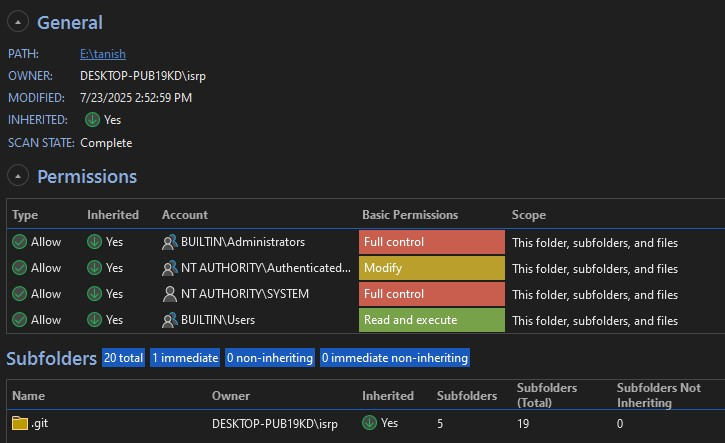 General
PATH: E:\tanish
OWNER: DESKTOP-PUB19KD\isrp
MODIFIED: 7/23/2025 2:52:59 PM
INHERITED: Yes
SCAN STATE: Complete
Permissions
Type Inherited Account Basic Permissions Scope
Allow Yes BUILTIN\Administrators Full control This folder, subfolders, and files
Allow Yes NT AUTHORITY\Authenticated... Modify This folder, subfolders, and files
Allow Yes NT AUTHORITY\SYSTEM Full control This folder, subfolders, and files
Allow Yes BUILTIN\Users Read and execute This folder, subfolders, and files
Subfolders 20 total 1 immediate 0 non-inheriting 0 immediate non-inheriting
Name Owner Inherited Subfolders Subfolders (Total) Subfolders Not Inheriting
.git DESKTOP-PUB19KD\isrp Yes 5 19 0